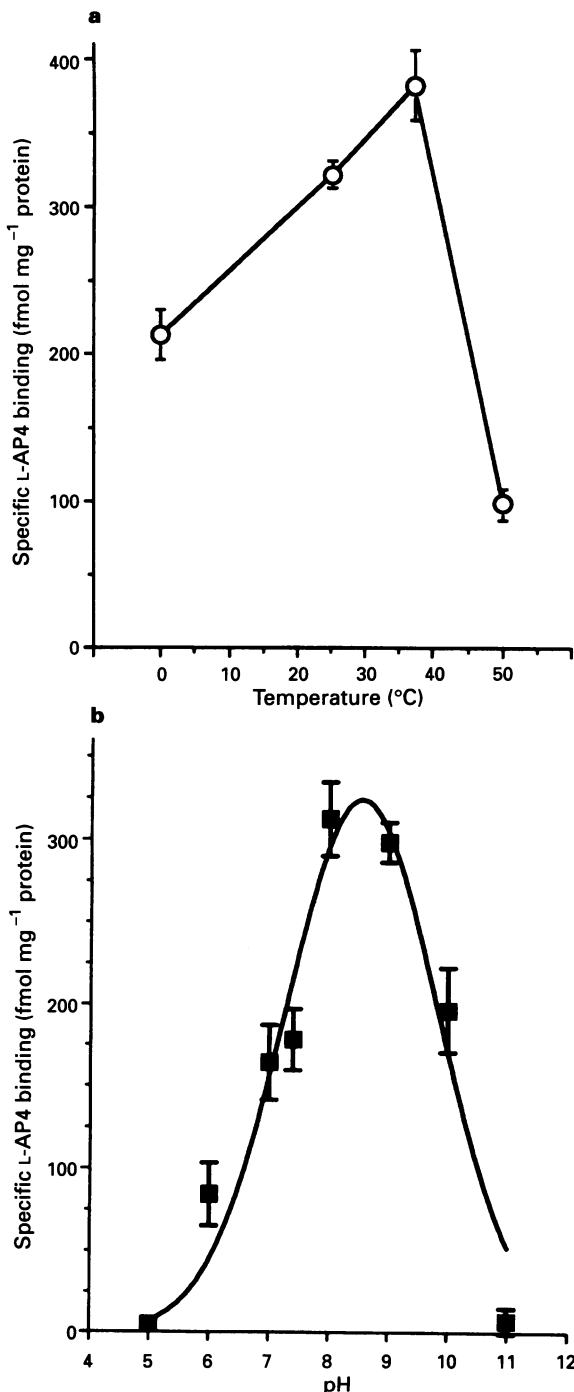 a
Specific L-AP4 binding (fmol mg⁻¹ protein)
400
300
200
100
0
0 10 20 30 40 50
Temperature (°C)
b
Specific L-AP4 binding (fmol mg⁻¹ protein)
300
200
100
0
4 5 6 7 8 9 10 11 12
pH